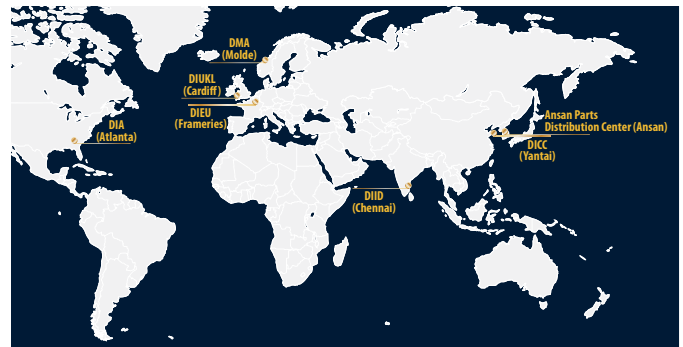 DMA
(Molde)
DIUKL
(Cardiff)
DIEU
(Frameries)
DIA
(Atlanta)
Ansan Parts
Distribution Center (Ansan)
DICC
(Yantai)
DIID
(Chennai)